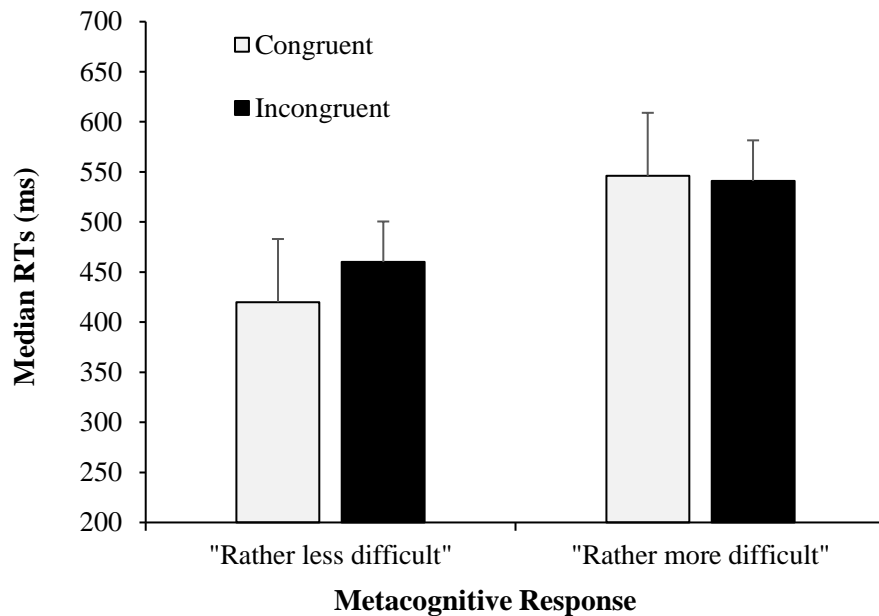 700
650
600
550
500
450
400
350
300
250
200
Median RTs (ms)
Congruent
Incongruent
"Rather less difficult" "Rather more difficult"
Metacognitive Response